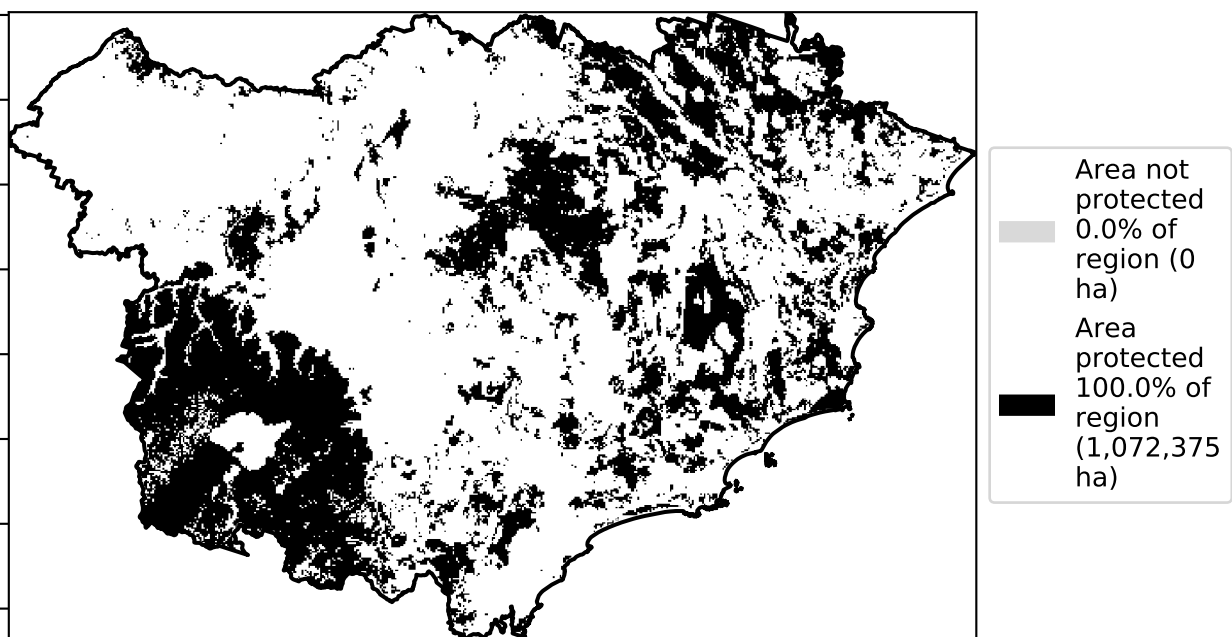 Area not
protected
0.0% of
region (0
ha)
Area
protected
100.0% of
region
(1,072,375
ha)